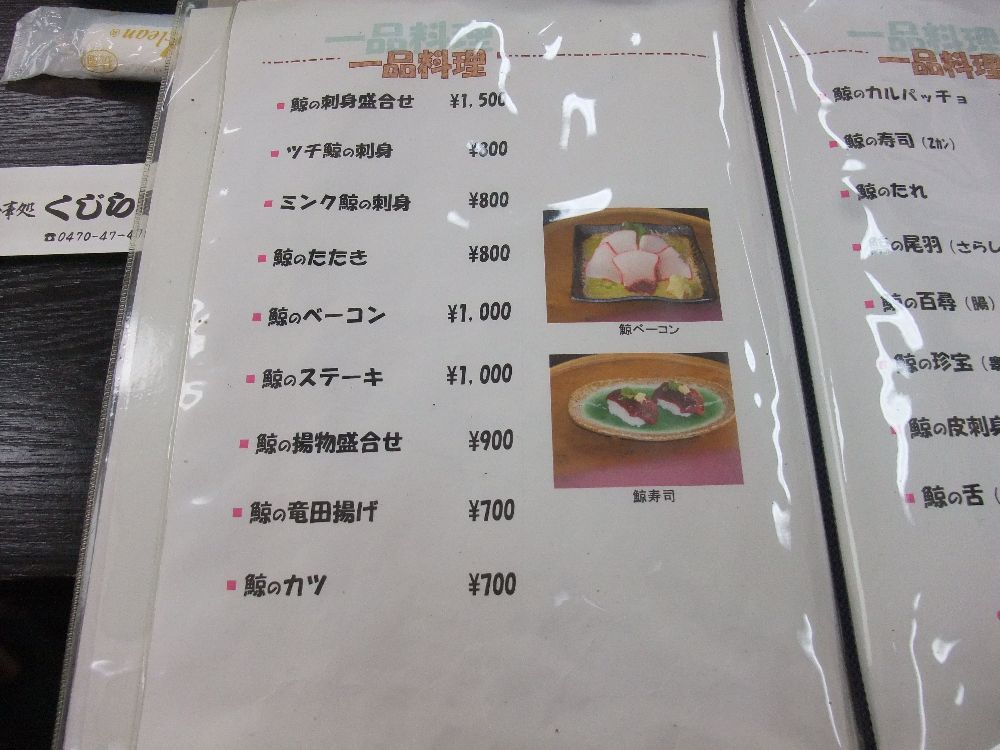 clean
事処 くじら
☎0470-47-4
一品料理
鯨の刺身盛合せ ¥1,500
ツチ鯨の刺身 ¥800
ミンク鯨の刺身 ¥800
鯨のたたき ¥800
鯨のベーコン ¥1,000
鯨のステーキ ¥1,000
鯨の揚物盛合せ ¥900
鯨の竜田揚げ ¥700
鯨のカツ ¥700
鯨ベーコン
鯨寿司
一品料理
鯨のカルパッチョ
鯨の寿司(2カン)
鯨のたれ
鯨の尾羽(さらし
鯨の百尋(腸)
鯨の珍宝(
鯨の皮刺身
鯨の舌(